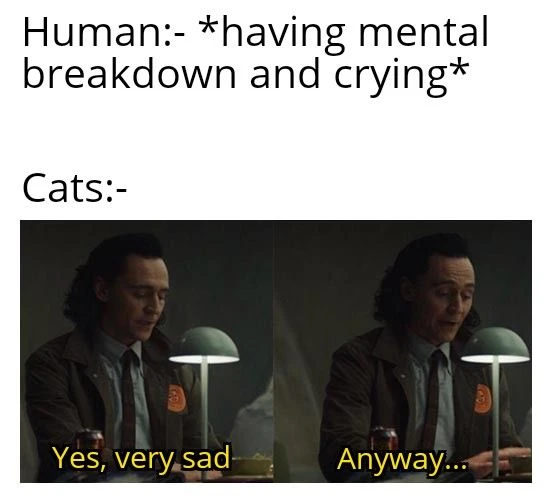 Human:- *having mental
breakdown and crying*
Cats:-
Yes, very sad
Anyway...